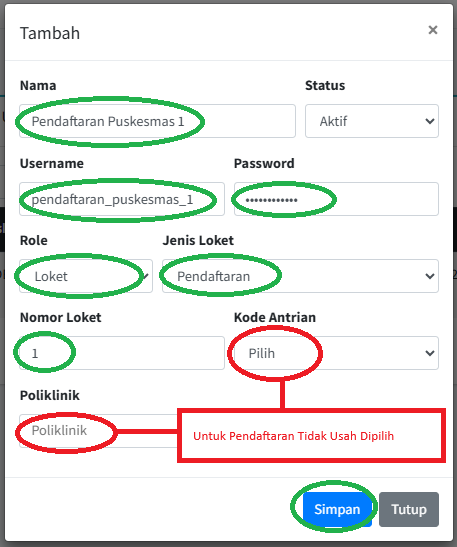 Tambah ×
Nama Status
Pendaftaran Puskesmas 1 Aktif
Username Password
pendaftaran_puskesmas_1 ••••••••••••
Role Jenis Loket
Loket Pendaftaran
Nomor Loket Kode Antrian
1 Pilih
Poliklinik
Poliklinik Untuk Pendaftaran Tidak Usah Dipilih
Simpan Tutup